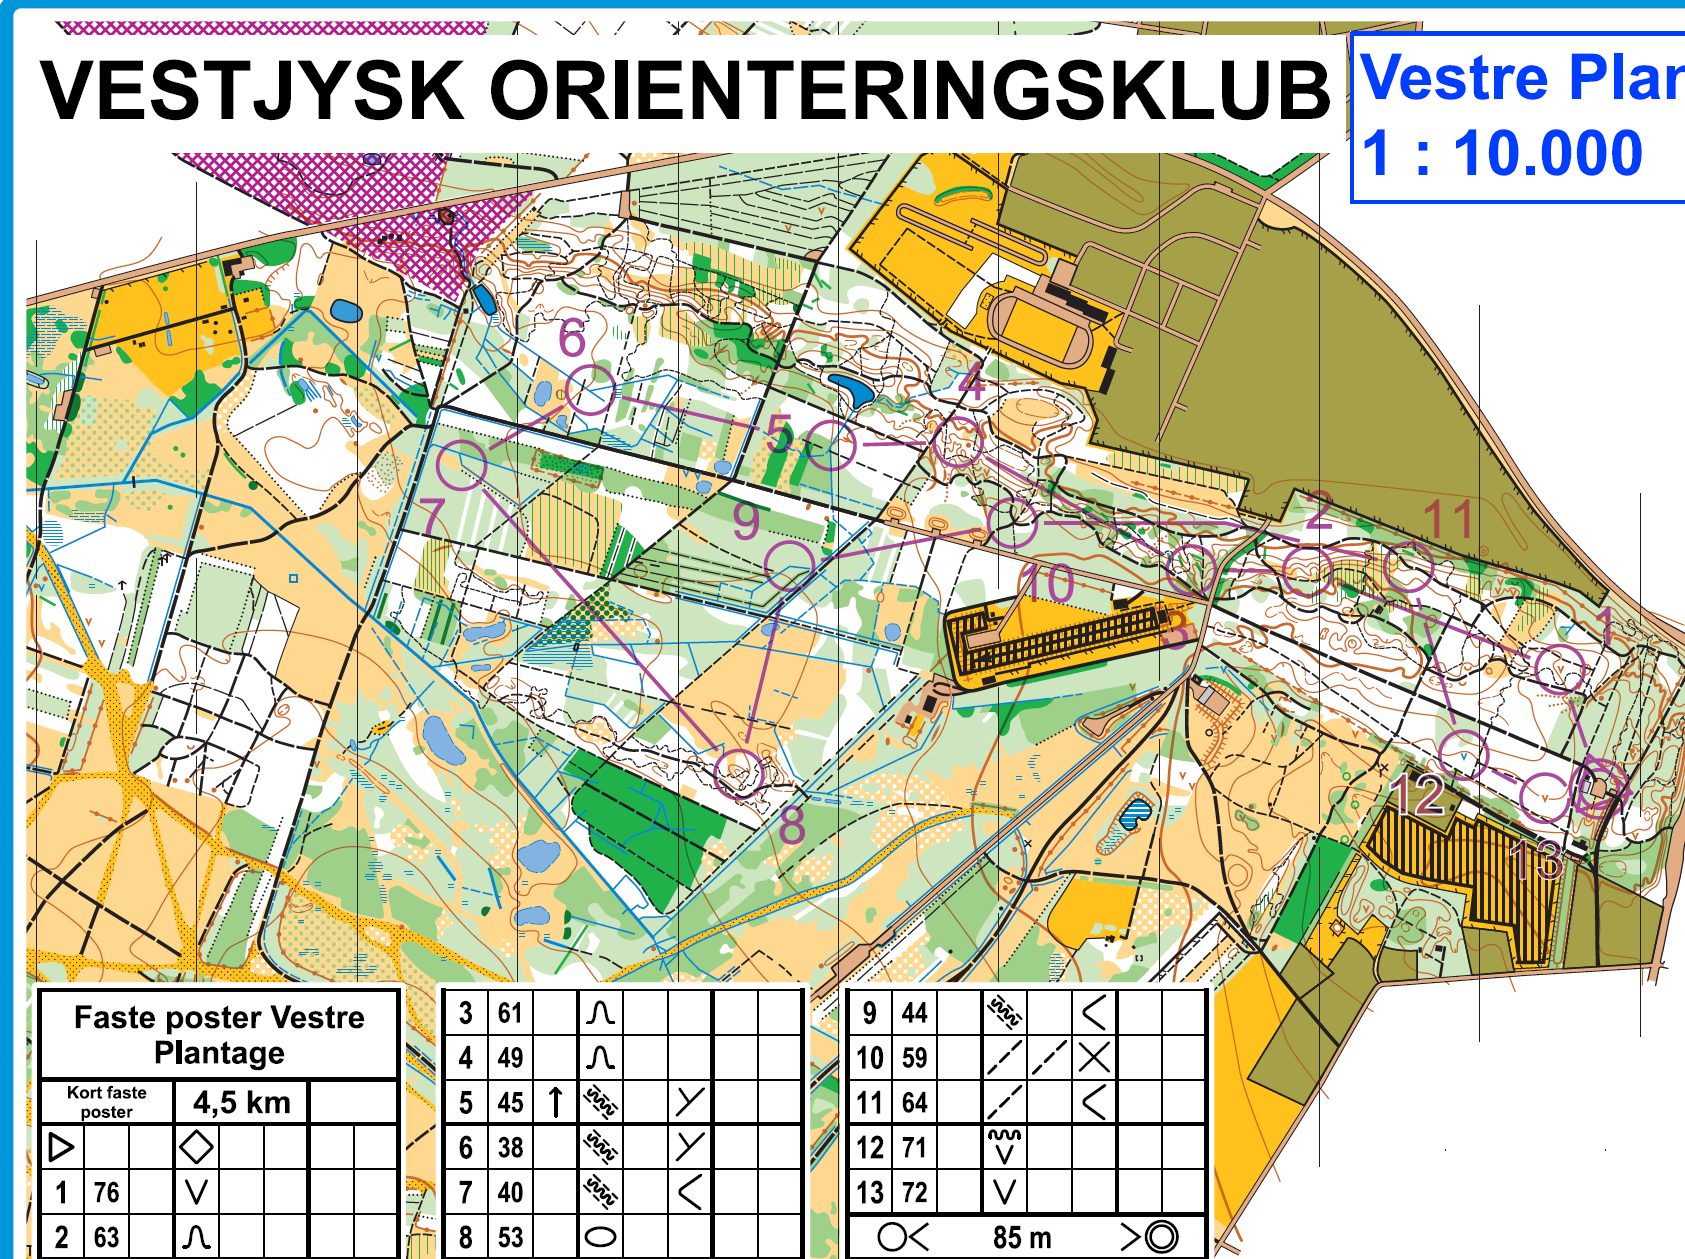 VESTJYSK ORIENTERINGSKLUB
Vestre Plan
1 : 10.000
6
4
5
7
9
2
11
10
3
1
8
12
13
Faste poster Vestre
Plantage
Kort faste
poster
4,5 km
1 76
2 63
3 61
4 49
5 45
6 38
7 40
8 53
9 44
10 59
11 64
12 71
13 72
85 m